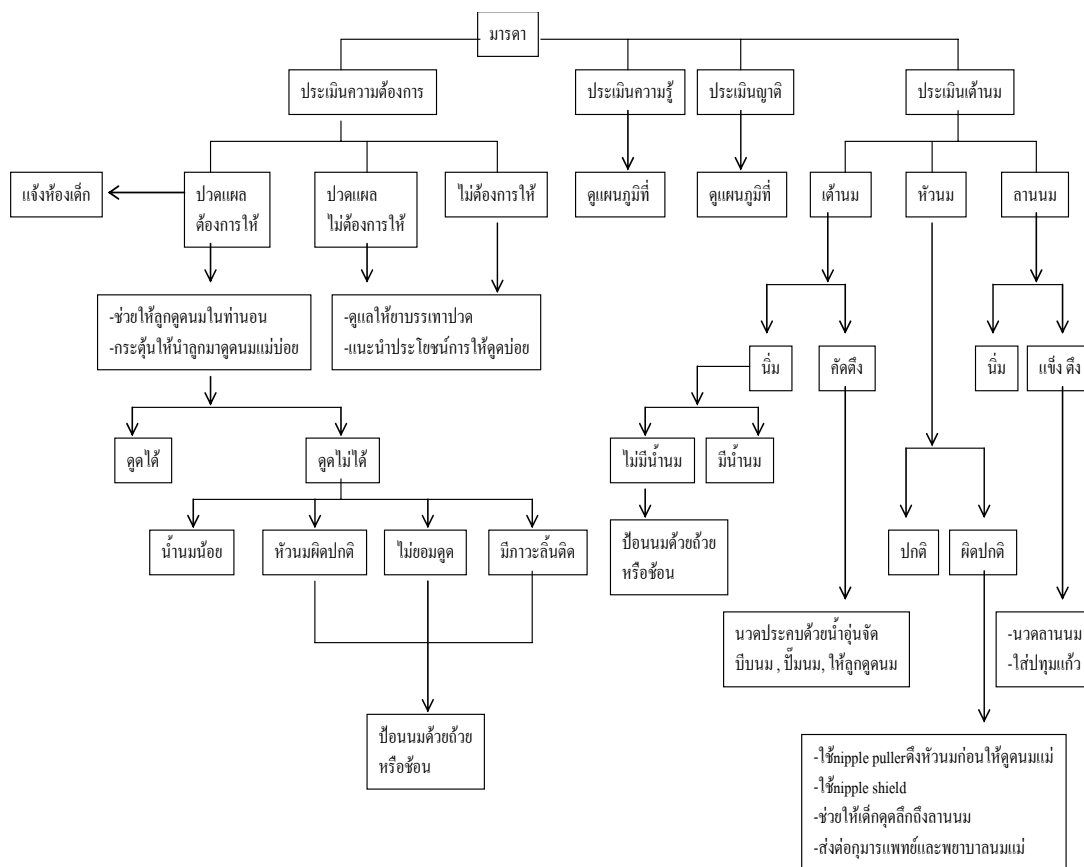 มารดา
ประเมินความต้องการ
ประเมินความรู้
ประเมินญาติ
ประเมินเต้านม
แจ้งห้องเด็ก
ปวดแผล
ต้องการให้
ปวดแผล
ไม่ต้องการให้
ไม่ต้องการให้
ดูแผนภูมิที่
ดูแผนภูมิที่
เต้านม
หัวนม
ลานนม
-ช่วยให้ลูกดูดนมในท่านอน
-กระตุ้นให้นำลูกมาดูดนมแม่บ่อย
-ดูแลให้ยาบรรเทาปวด
-แนะนำประโยชน์การให้ดูดบ่อย
นิ่ม
คัดตึง
นิ่ม
แข็ง ตึง
ดูดได้
ดูดไม่ได้
ไม่มีน้ำนม
มีน้ำนม
น้ำนมน้อย
หัวนมผิดปกติ
ไม่ยอมดูด
มีภาวะลิ้นติด
ป้อนนมด้วยถ้วย
หรือช้อน
ปกติ
ผิดปกติ
นวดประคบด้วยน้ำอุ่นจัด
บีบนม , ปั๊มนม, ให้ลูกดูดนม
-นวดลานนม
-ใส่ปทุมแก้ว
ป้อนนมด้วยถ้วย
หรือช้อน
-ใช้nipple pullerดึงหัวนมก่อนให้ดูดนมแม่
-ใช้nipple shield
-ช่วยให้เด็กดุดลึกถึงลานนม
-ส่งต่อกุมารแพทย์และพยาบาลนมแม่